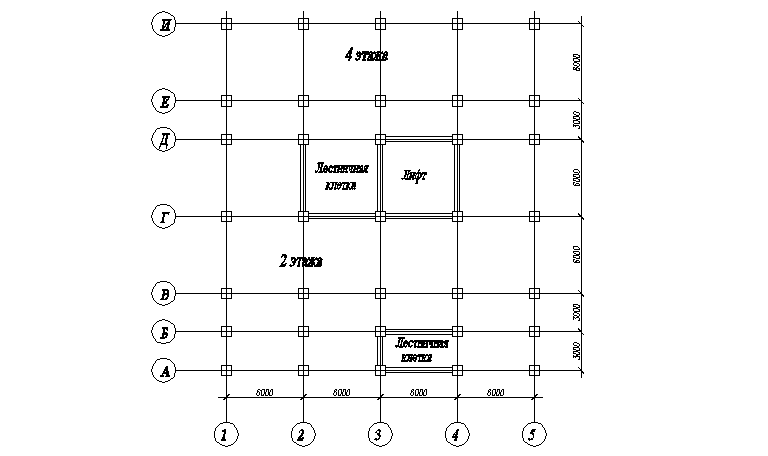 И
4 этажа
6000
Е
3000
Д
Лестничная
клетка
Лифт
6000
Г
2 этажа
6000
В
3000
Б
Лестничная
клетка
3000
А
6000 6000 6000 6000
1 2 3 4 5